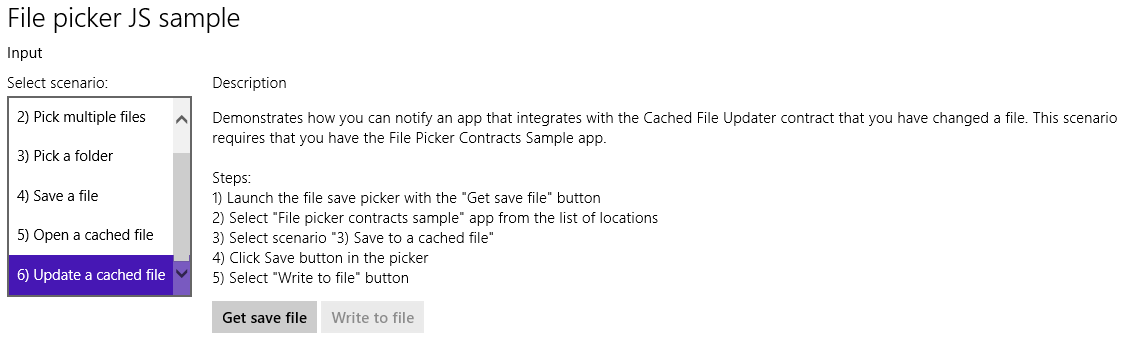 File picker JS sample
Input
Select scenario:
2) Pick multiple files
3) Pick a folder
4) Save a file
5) Open a cached file
6) Update a cached file
Description
Demonstrates how you can notify an app that integrates with the Cached File Updater contract that you have changed a file. This scenario
requires that you have the File Picker Contracts Sample app.
Steps:
1) Launch the file save picker with the "Get save file" button
2) Select "File picker contracts sample" app from the list of locations
3) Select scenario "3) Save to a cached file"
4) Click Save button in the picker
5) Select "Write to file" button
Get save file
Write to file